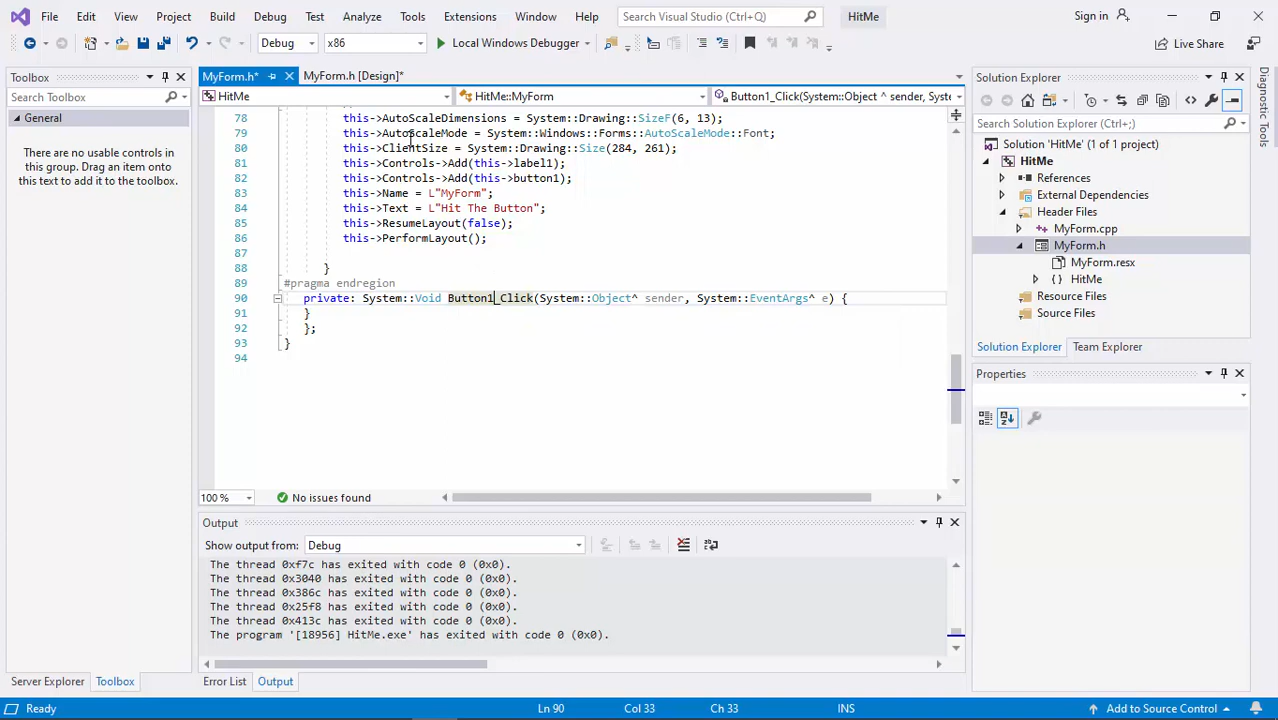 File Edit View Project Build Debug Test Analyze Tools Extensions Window Help Search Visual Studio (Ctrl+Q) HitMe Sign in
Debug x86 Local Windows Debugger Live Share
Toolbox
Search Toolbox
General
There are no usable controls in
this group. Drag an item onto
this text to add it to the toolbox.
Server Explorer Toolbox
MyForm.h* MyForm.h [Design]*
HitMe HitMe::MyForm Button1_Click(System::Object ^ sender, Syste
78 this->AutoScaleDimensions = System::Drawing::SizeF(6, 13);
79 this->AutoScaleMode = System::Windows::Forms::AutoScaleMode::Font;
80 this->ClientSize = System::Drawing::Size(284, 261);
81 this->Controls->Add(this->label1);
82 this->Controls->Add(this->button1);
83 this->Name = L"MyForm";
84 this->Text = L"Hit The Button";
85 this->ResumeLayout(false);
86 this->PerformLayout();
87
88 }
89 #pragma endregion
90 private: System::Void Button1_Click(System::Object^ sender, System::EventArgs^ e) {
91 }
92 };
93 }
94
100 % No issues found
Output
Show output from: Debug
The thread 0xf7c has exited with code 0 (0x0).
The thread 0x3040 has exited with code 0 (0x0).
The thread 0x386c has exited with code 0 (0x0).
The thread 0x25f8 has exited with code 0 (0x0).
The thread 0x413c has exited with code 0 (0x0).
The program '[18956] HitMe.exe' has exited with code 0 (0x0).
Error List Output
Solution Explorer
Search Solution Explorer (Ctrl+;)
Solution 'HitMe' (1 of 1 project)
HitMe
References
External Dependencies
Header Files
MyForm.cpp
MyForm.h
MyForm.resx
{ } HitMe
Resource Files
Source Files
Solution Explorer Team Explorer
Properties
Diagnostic Tools
Ready Ln 90 Col 33 Ch 33 INS Add to Source Control